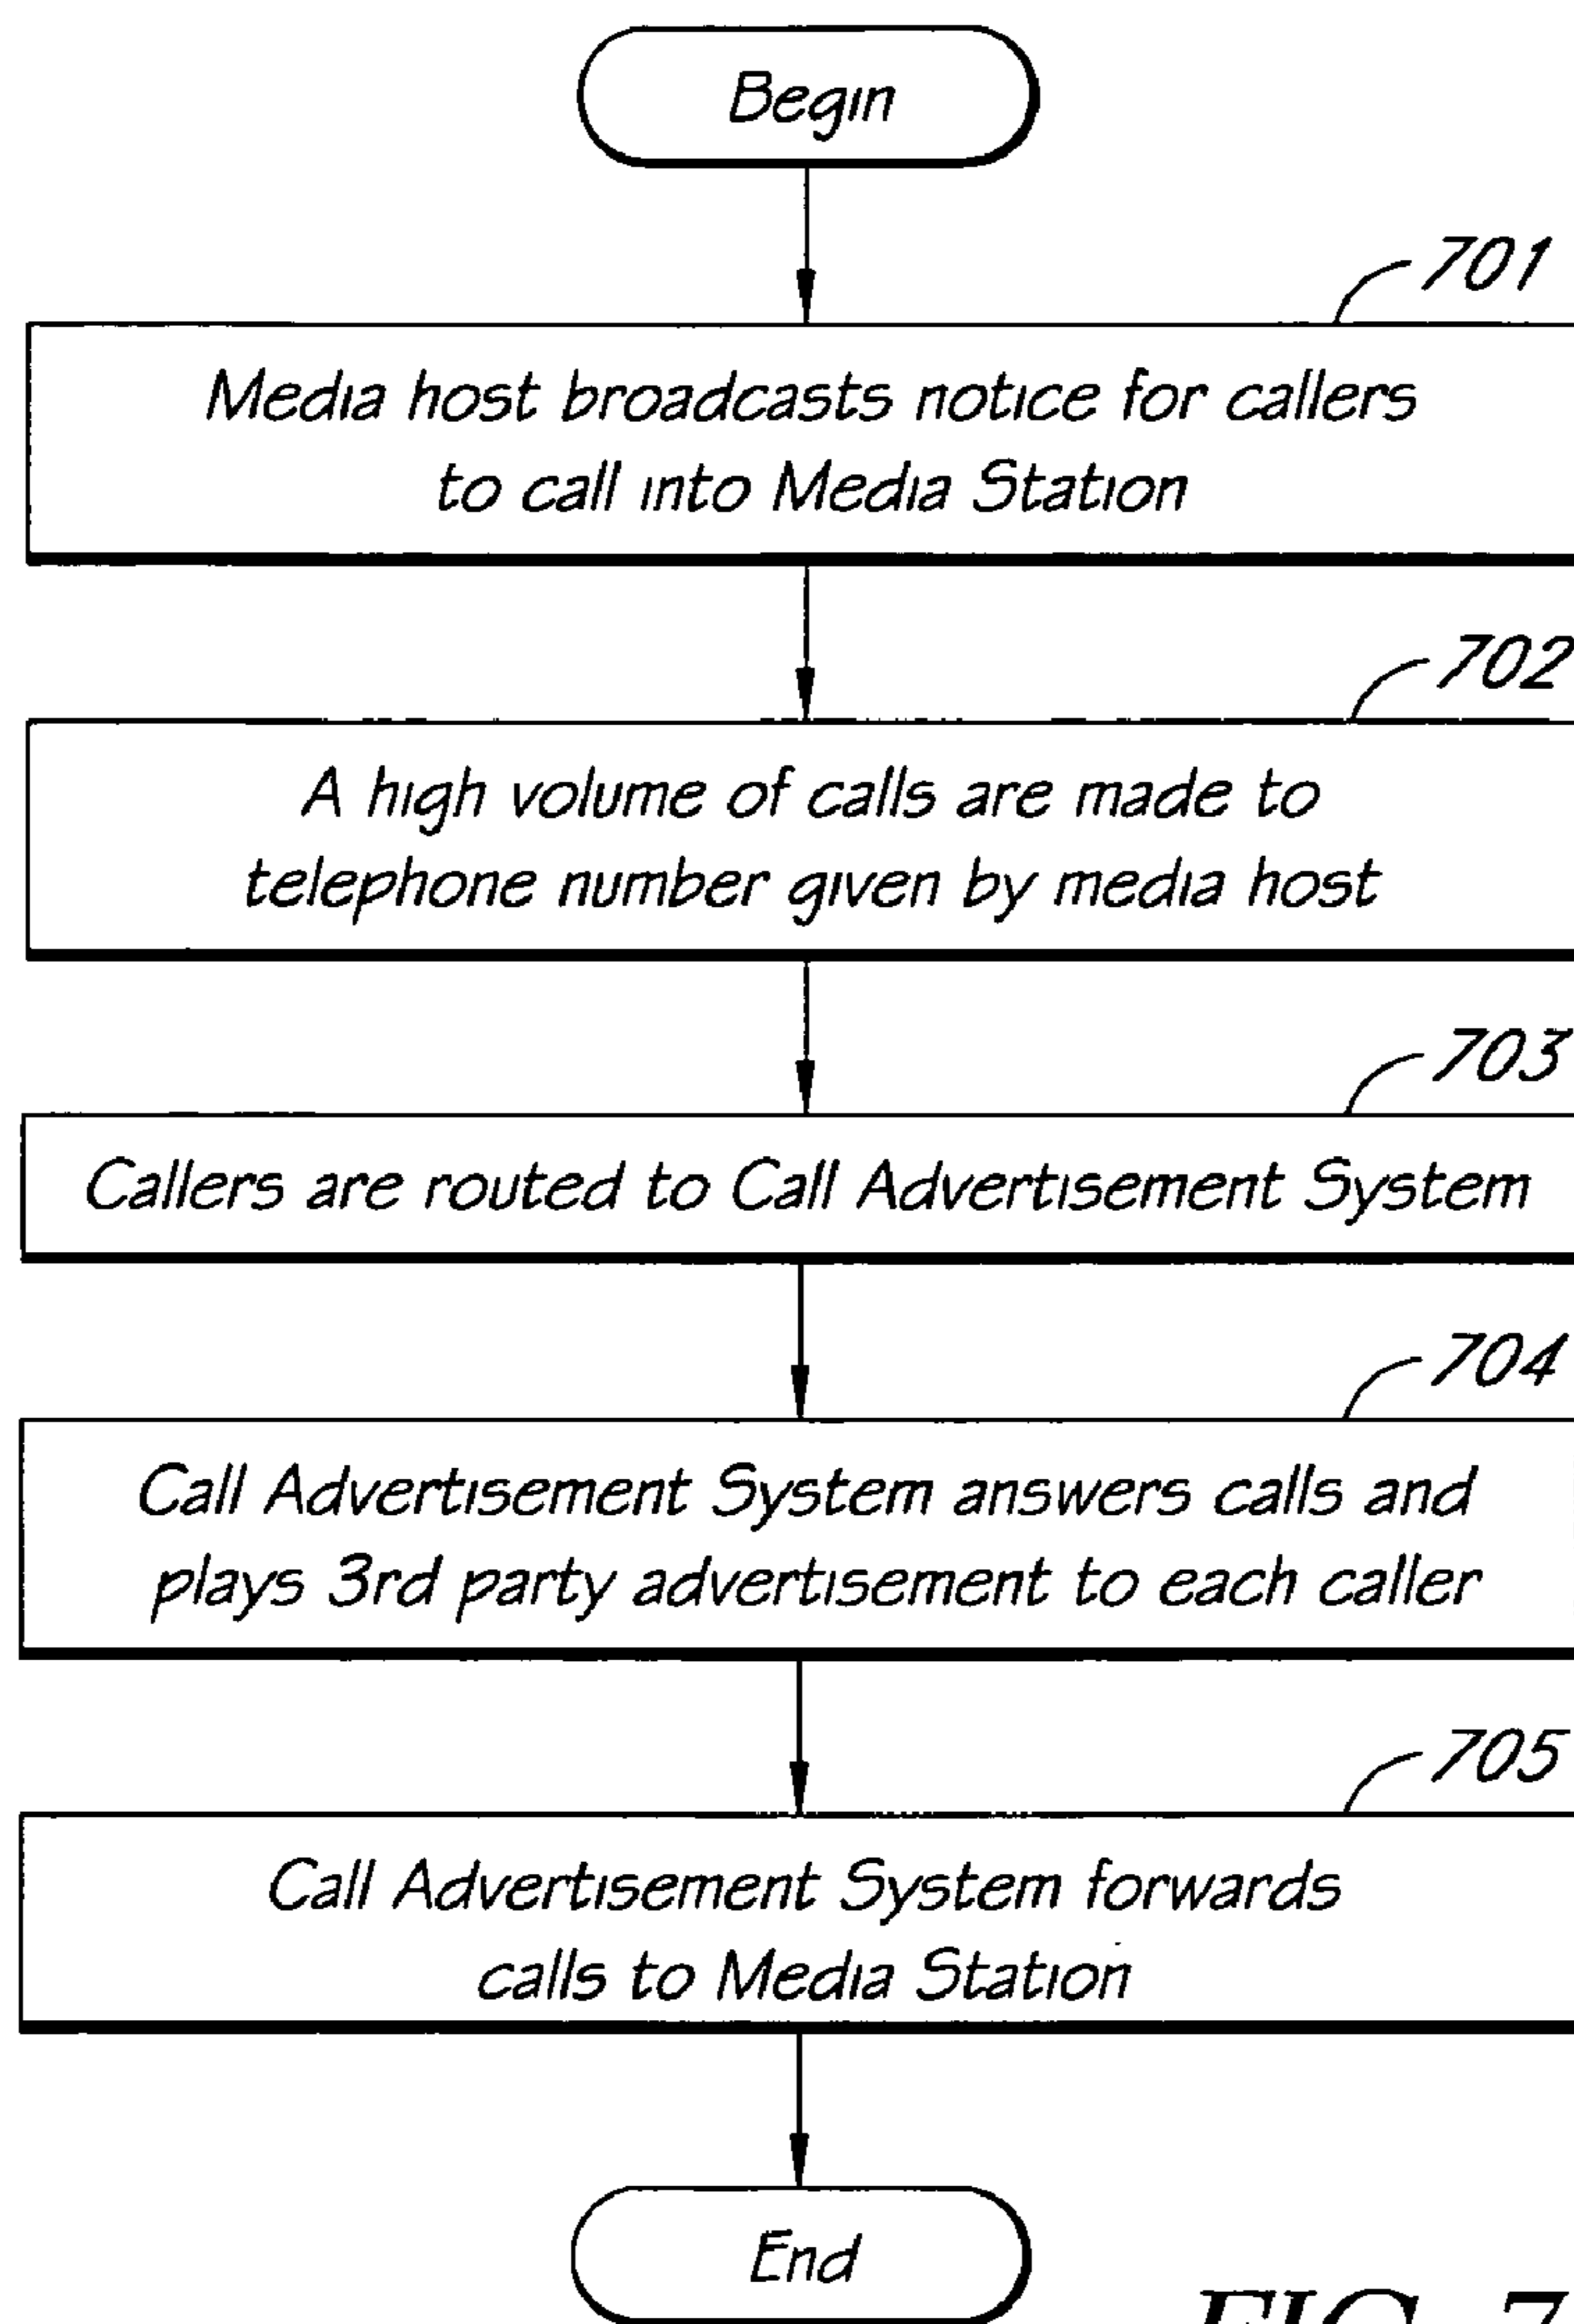 Begin
701
Media host broadcasts notice for callers
to call into Media Station
702
A high volume of calls are made to
telephone number given by media host
703
Callers are routed to Call Advertisement System
704
Call Advertisement System answers calls and
plays 3rd party advertisement to each caller
705
Call Advertisement System forwards
calls to Media Station
End
FIG. 7